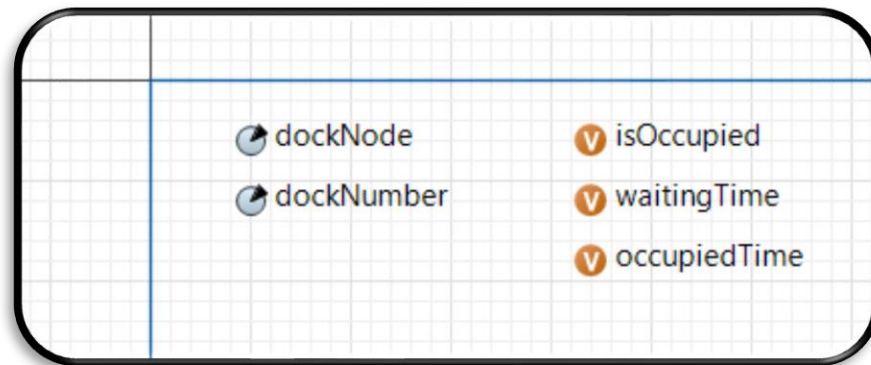 dockNode
dockNumber
V isOccupied
V waitingTime
V occupiedTime